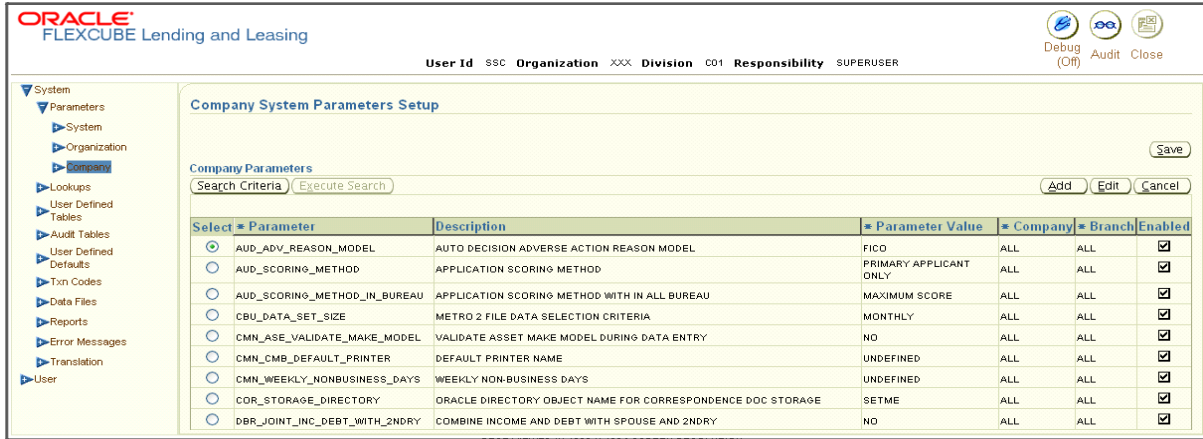 ORACLE
FLEXCUBE Lending and Leasing
Debug (Off) Audit Close
User Id SSC Organization XXX Division C01 Responsibility SUPERUSER
System
Parameters
System
Organization
Company
Lookups
User Defined Tables
Audit Tables
User Defined Defaults
Txn Codes
Data Files
Reports
Error Messages
Translation
User
Company System Parameters Setup
Save
Company Parameters
Search Criteria Execute Search Add Edit Cancel
Select * Parameter Description * Parameter Value * Company * Branch Enabled
AUD_ADV_REASON_MODEL AUTO DECISION ADVERSE ACTION REASON MODEL FICO ALL ALL
AUD_SCORING_METHOD APPLICATION SCORING METHOD PRIMARY APPLICANT ONLY ALL ALL
AUD_SCORING_METHOD_IN_BUREAU APPLICATION SCORING METHOD WITH IN ALL BUREAU MAXIMUM SCORE ALL ALL
CBU_DATA_SET_SIZE METRO 2 FILE DATA SELECTION CRITERIA MONTHLY ALL ALL
CMN_ASE_VALIDATE_MAKE_MODEL VALIDATE ASSET MAKE MODEL DURING DATA ENTRY NO ALL ALL
CMN_CMB_DEFAULT_PRINTER DEFAULT PRINTER NAME UNDEFINED ALL ALL
CMN_WEEKLY_NONBUSINESS_DAYS WEEKLY NON-BUSINESS DAYS UNDEFINED ALL ALL
COR_STORAGE_DIRECTORY ORACLE DIRECTORY OBJECT NAME FOR CORRESPONDENCE DOC STORAGE SETME ALL ALL
DBR_JOINT_INC_DEBT_WITH_2NDRY COMBINE INCOME AND DEBT WITH SPOUSE AND 2NDRY NO ALL ALL